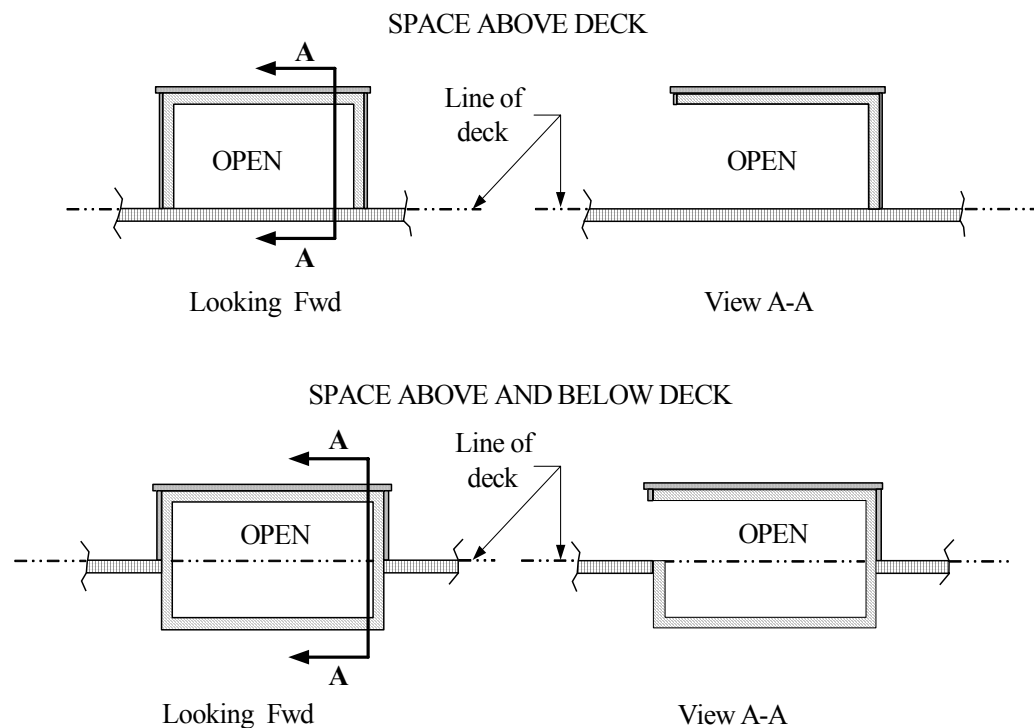 SPACE ABOVE DECK
A
Line of
deck
OPEN
OPEN
A
Looking Fwd
View A-A
SPACE ABOVE AND BELOW DECK
A
Line of
deck
OPEN
OPEN
A
Looking Fwd
View A-A